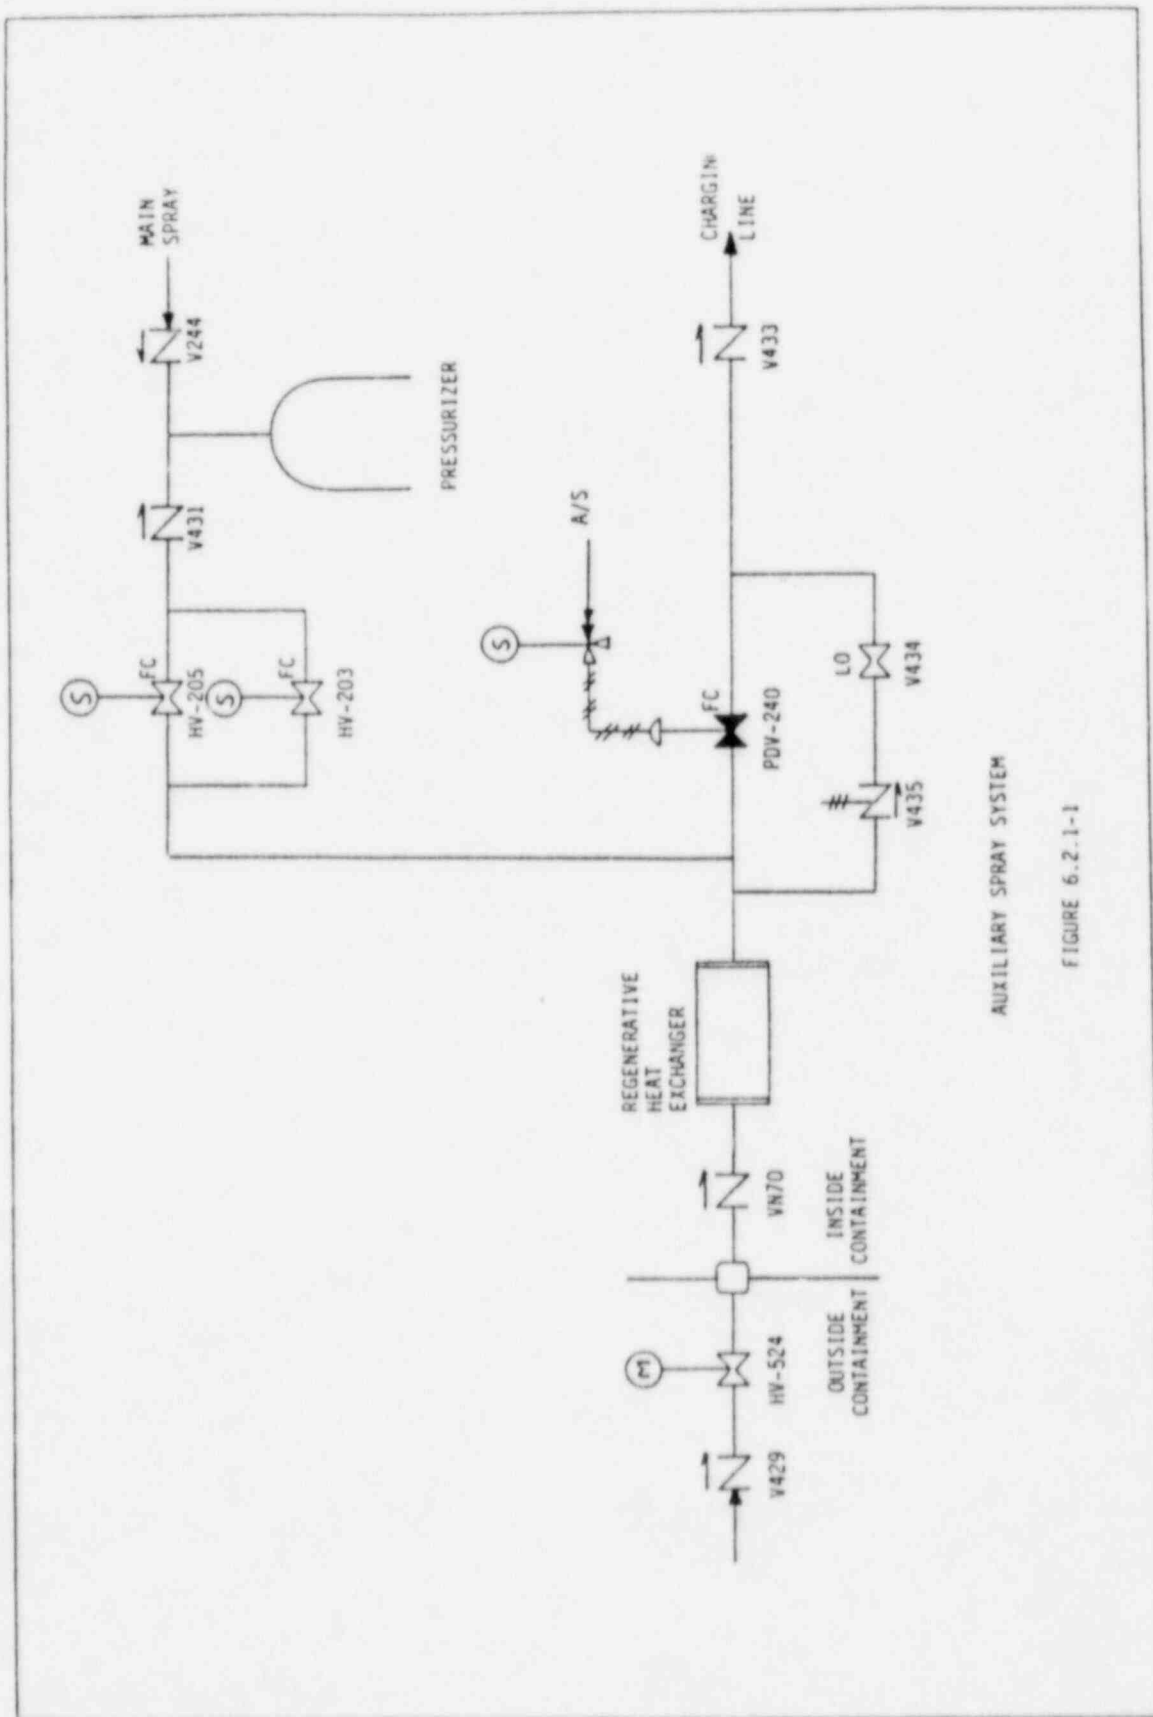 MAIN
SPRAY
V244
V431
PRESSURIZER
S
FC
HV-205
S
FC
HV-203
S
A/S
CHARGIN
LINE
V433
FC
PDV-240
LO
V434
V435
REGENERATIVE
HEAT
EXCHANGER
VN70
INSIDE
CONTAINMENT
OUTSIDE
CONTAINMENT
M
HV-524
V429
AUXILIARY SPRAY SYSTEM
FIGURE 6.2.1-1